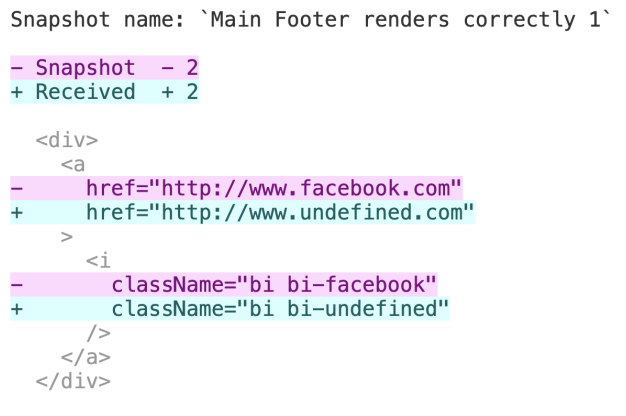 Snapshot name: `Main Footer renders correctly 1`
- Snapshot  - 2
+ Received  + 2
  <div>
    <a
-     href="http://www.facebook.com"
+     href="http://www.undefined.com"
    >
      <i
-       className="bi bi-facebook"
+       className="bi bi-undefined"
      />
    </a>
  </div>